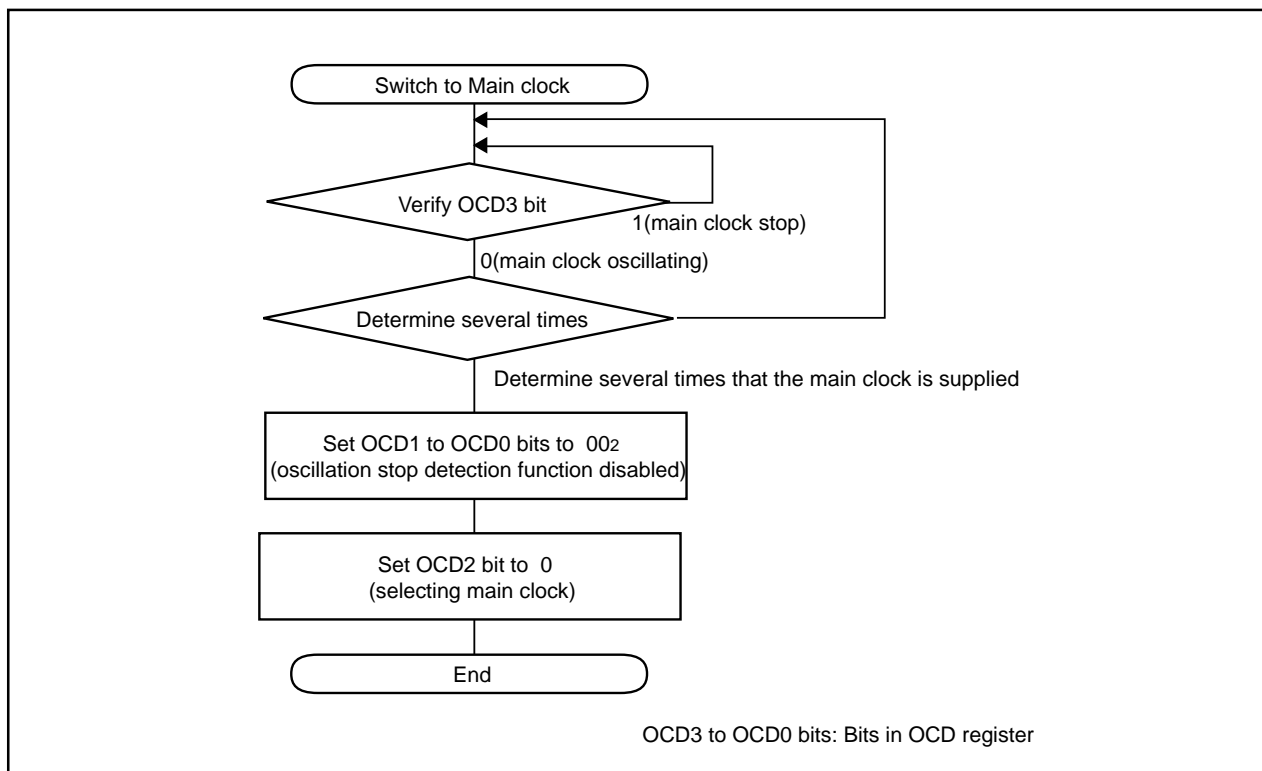 Switch to Main clock
Verify OCD3 bit
1(main clock stop)
0(main clock oscillating)
Determine several times
Determine several times that the main clock is supplied
Set OCD1 to OCD0 bits to 002
(oscillation stop detection function disabled)
Set OCD2 bit to 0
(selecting main clock)
End
OCD3 to OCD0 bits: Bits in OCD register